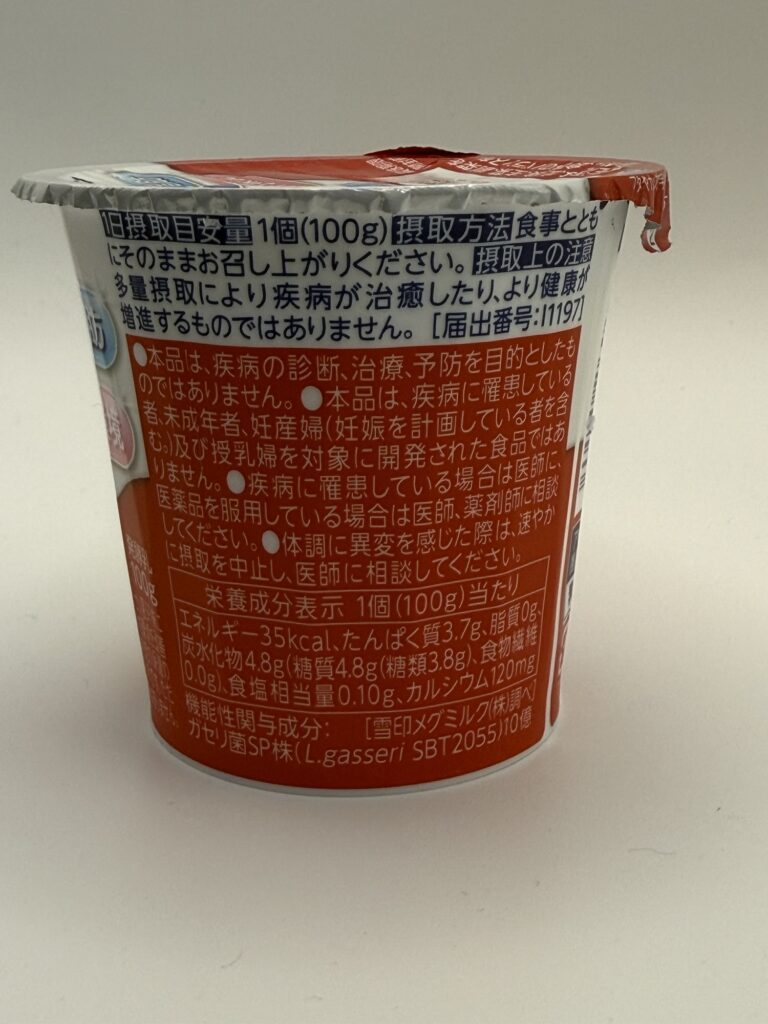 1日摂取目安量 1個(100g) 摂取方法 食事ととも
にそのままお召し上がりください。 摂取上の注意
多量摂取により疾病が治癒したり、より健康が
増進するものではありません。 [届出番号:I1197]
●本品は、疾病の診断、治療、予防を目的としたも
のではありません。 ●本品は、疾病に罹患している
者、未成年者、妊産婦(妊娠を計画している者を含
む。)及び授乳婦を対象に開発された食品ではあ
りません。 ●疾病に罹患している場合は医師に、
医薬品を服用している場合は医師、薬剤師に相談
してください。 ●体調に異変を感じた際は、速やか
に摂取を中止し、医師に相談してください。
栄養成分表示 1個(100g)当たり
エネルギー35kcal、たんぱく質3.7g、脂質0g、
炭水化物4.8g(糖質4.8g(糖類3.8g)、食物繊維
0.0g)、食塩相当量0.10g、カルシウム120mg
[雪印メグミルク(株)調べ]
機能性関与成分:
ガセリ菌SP株(L.gasseri SBT2055)10億